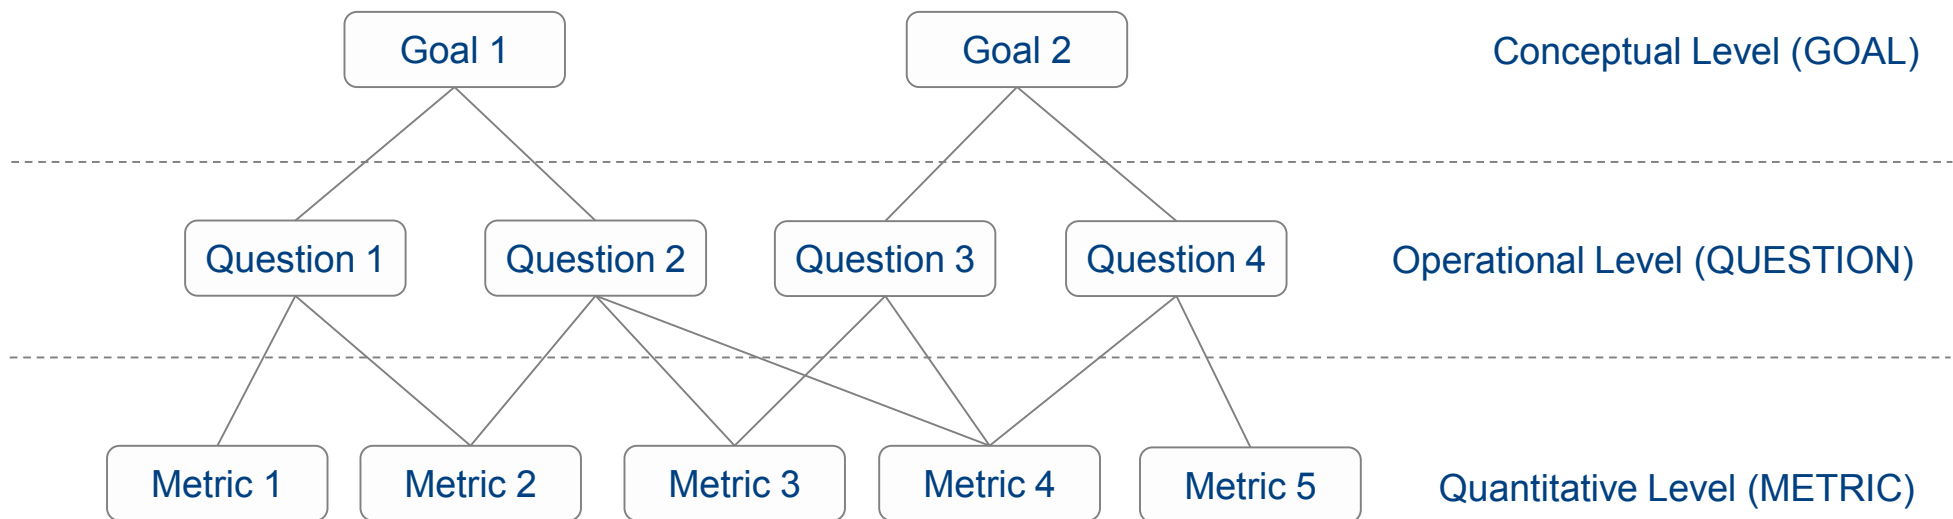 Goal 1
Goal 2
Conceptual Level (GOAL)
Question 1
Question 2
Question 3
Question 4
Operational Level (QUESTION)
Metric 1
Metric 2
Metric 3
Metric 4
Metric 5
Quantitative Level (METRIC)